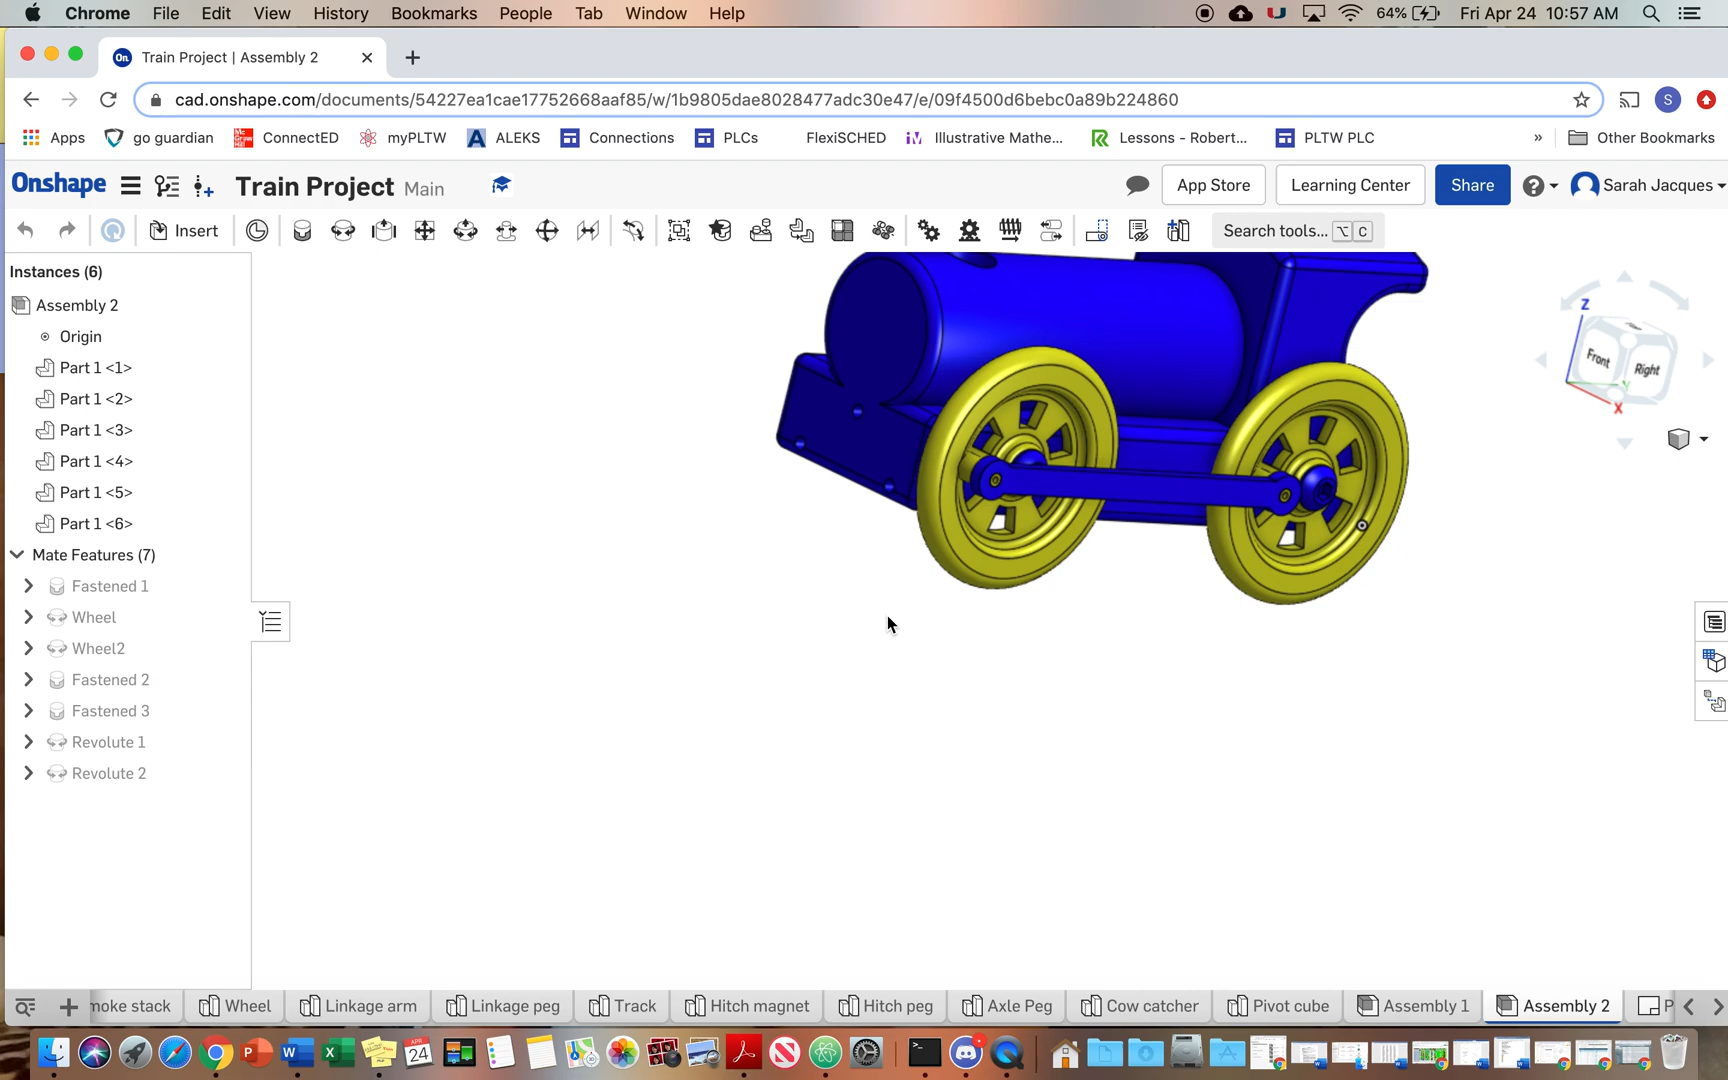 Chrome File Edit View History Bookmarks People Tab Window Help 64% Fri Apr 24 10:57 AM
On Train Project | Assembly 2
cad.onshape.com/documents/54227ea1cae17752668aaf85/w/1b9805dae8028477adc30e47/e/09f4500d6bebc0a89b224860 S
Apps go guardian ConnectED myPLTW ALEKS Connections PLCs FlexiSCHED Illustrative Mathe... Lessons - Robert... PLTW PLC » Other Bookmarks
Onshape Train Project Main App Store Learning Center Share Sarah Jacques
Insert Search tools... ⌥ C
Instances (6)
Assembly 2
Origin
Part 1 <1>
Part 1 <2>
Part 1 <3>
Part 1 <4>
Part 1 <5>
Part 1 <6>
Mate Features (7)
Fastened 1
Wheel
Wheel2
Fastened 2
Fastened 3
Revolute 1
Revolute 2
Z
Front Right
X
moke stack Wheel Linkage arm Linkage peg Track Hitch magnet Hitch peg Axle Peg Cow catcher Pivot cube Assembly 1 Assembly 2 P
APR 24